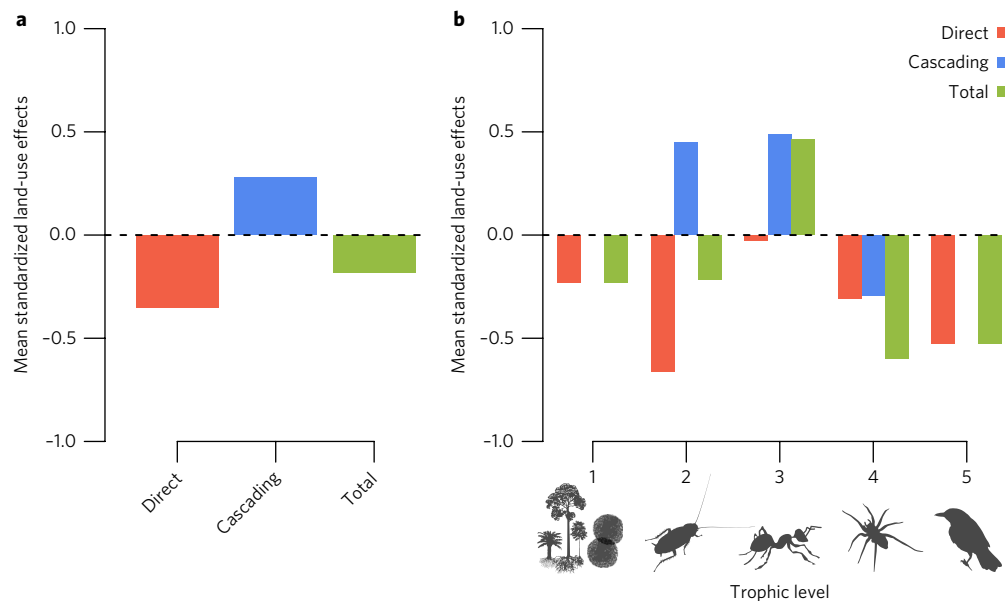 a
Mean standardized land-use effects
1.0
0.5
0.0
–0.5
–1.0
Direct
Cascading
Total
b
Mean standardized land-use effects
1.0
0.5
0.0
–0.5
–1.0
Direct
Cascading
Total
1 2 3 4 5
Trophic level